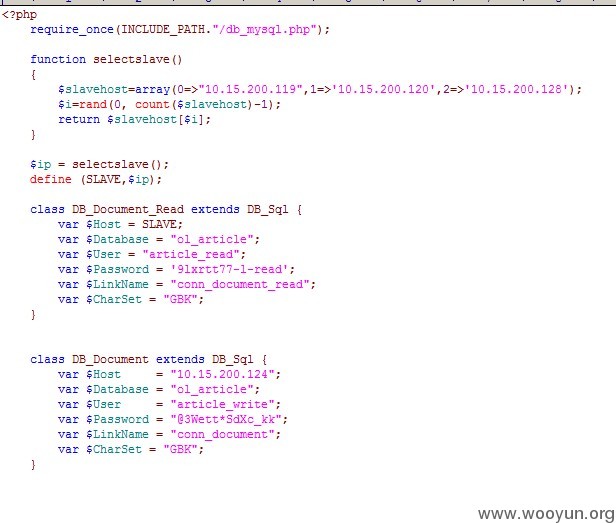 <?php
require_once(INCLUDE_PATH."/db_mysql.php");
function selectslave()
{
$slavehost=array(0=>"10.15.200.119",1=>'10.15.200.120',2=>'10.15.200.128');
$i=rand(0, count($slavehost)-1);
return $slavehost[$i];
}
$ip = selectslave();
define (SLAVE,$ip);
class DB_Document_Read extends DB_Sql {
var $Host = SLAVE;
var $Database = "ol_article";
var $User = "article_read";
var $Password = '9lxrtt77-l-read';
var $LinkName = "conn_document_read";
var $CharSet = "GBK";
}
class DB_Document extends DB_Sql {
var $Host = "10.15.200.124";
var $Database = "ol_article";
var $User = "article_write";
var $Password = "@3Wett*SdXc_kk";
var $LinkName = "conn_document";
var $CharSet = "GBK";
}
www.wooyun.org